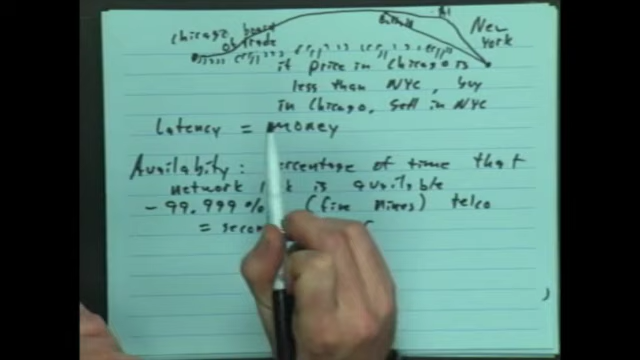 Chicago board
of trade
New
York
if price in Chicago is
less than NYC, buy
in Chicago, sell in NYC
Latency = money
Availability: percentage of time that
network link is available
- 99.999% (five nines) telco
=